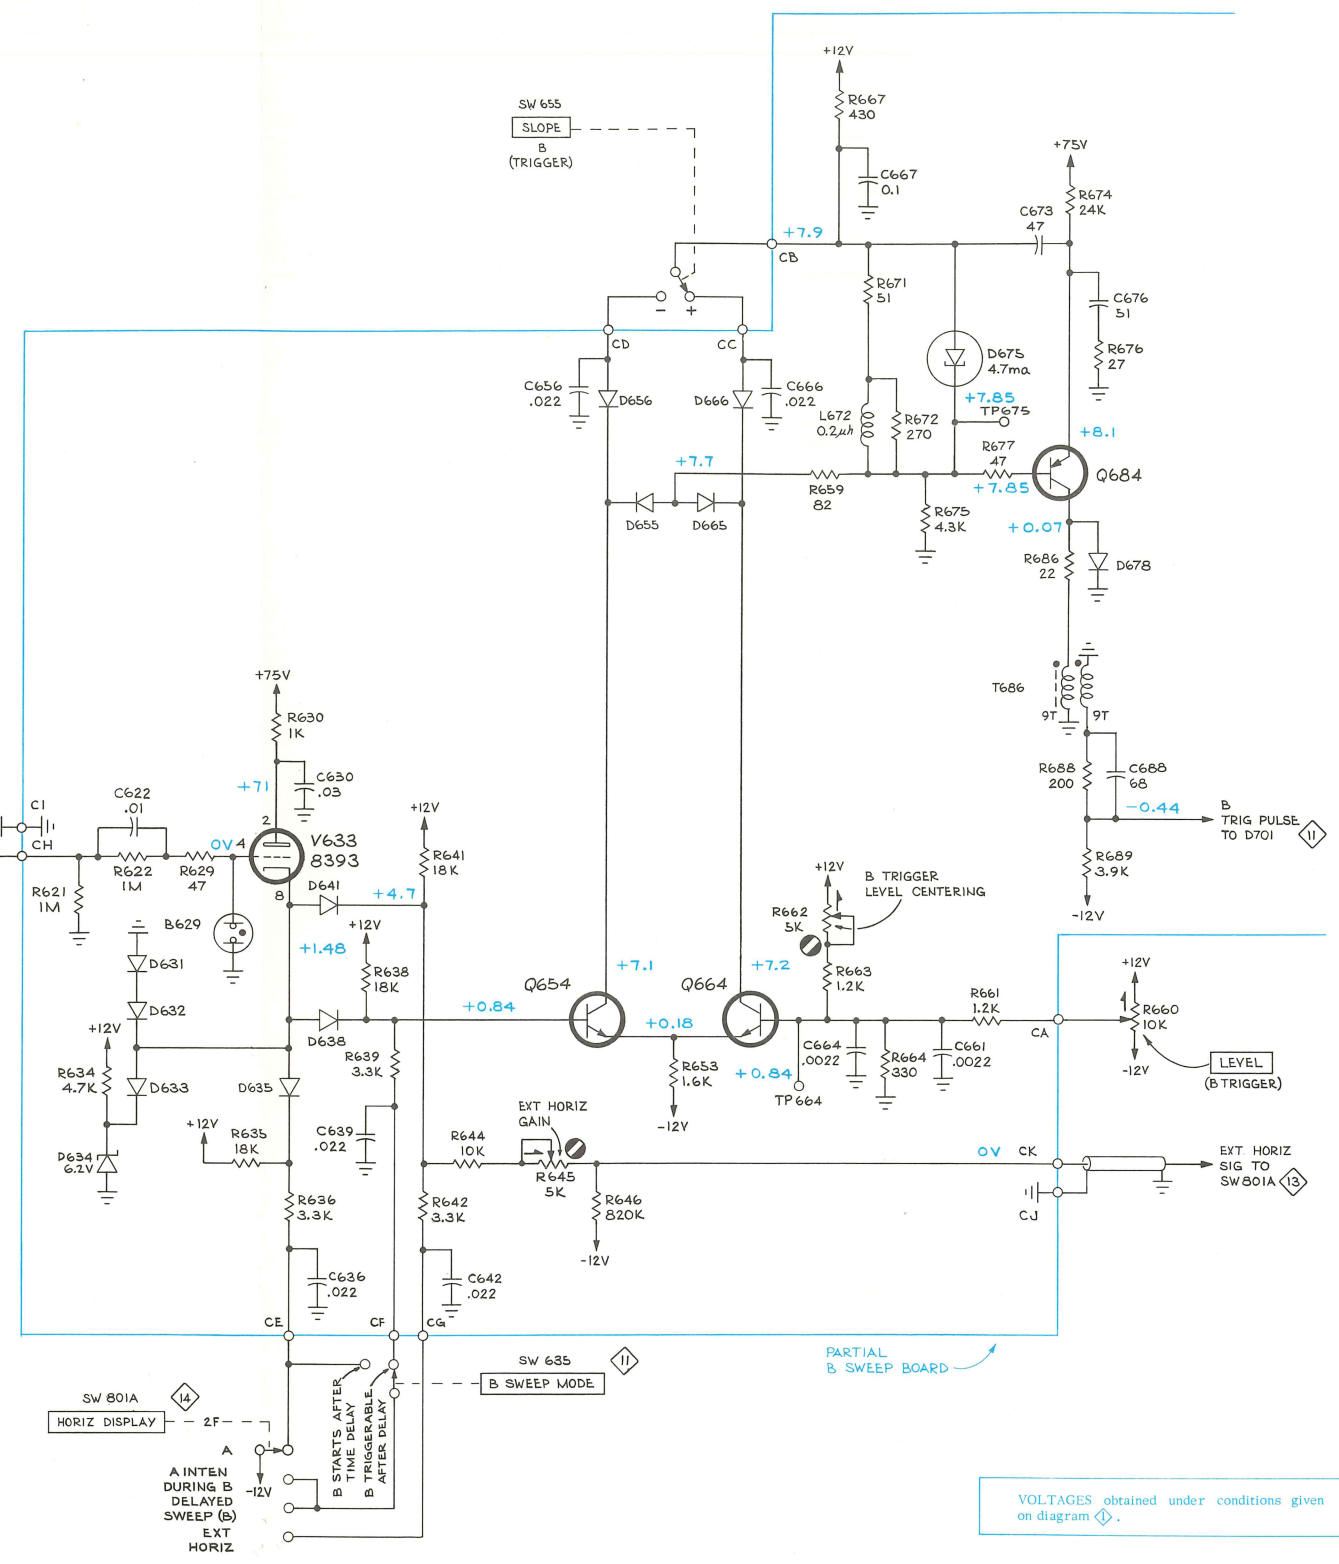 +12V
R667
430
SW 655
SLOPE
B
(TRIGGER)
C667
0.1
+75V
R674
24K
C673
47
+7.9
CB
R671
51
C676
51
R676
27
-
+
CD
CC
D675
4.7ma
C656
.022
D656
D666
C666
.022
+7.85
TP675
L672
0.2µh
R672
270
+8.1
R677
47
+7.7
Q684
R659
82
+7.85
D655
D665
R675
4.3K
+0.07
R686
22
D678
T686
9T
9T
+75V
R630
1K
R688
200
C688
68
+71
C630
.03
C622
.01
+12V
-0.44
B
TRIG PULSE
TO D701
11
CI
CH
2
0V 4
V633
8393
R622
1M
R629
47
R641
18K
R689
3.9K
R621
1M
8
D641
+4.7
+12V
B TRIGGER
LEVEL CENTERING
-12V
B629
+12V
R662
5K
+1.48
D631
R638
18K
Q654
+7.1
Q664
+7.2
R663
1.2K
+12V
D632
+0.84
+0.18
R661
1.2K
R660
10K
+12V
D638
CA
R634
4.7K
R639
3.3K
C664
.0022
C661
.0022
-12V
LEVEL
(B TRIGGER)
D633
D635
R653
1.6K
+0.84
R664
330
TP664
EXT HORIZ
GAIN
-12V
+12V
R635
18K
C639
.022
R644
10K
D634
6.2V
R645
5K
0V
CK
EXT. HORIZ
SIG TO
SW801A
13
R636
3.3K
R642
3.3K
R646
820K
CJ
-12V
C636
.022
C642
.022
CE
CF
CG
PARTIAL
B SWEEP BOARD
SW 635
11
B SWEEP MODE
SW 801A
14
HORIZ DISPLAY
2F
B STARTS AFTER
TIME DELAY
B TRIGGERABLE
AFTER DELAY
A
-12V
A INTEN
DURING B
DELAYED
SWEEP (B)
EXT
HORIZ
VOLTAGES obtained under conditions given
on diagram 1 .